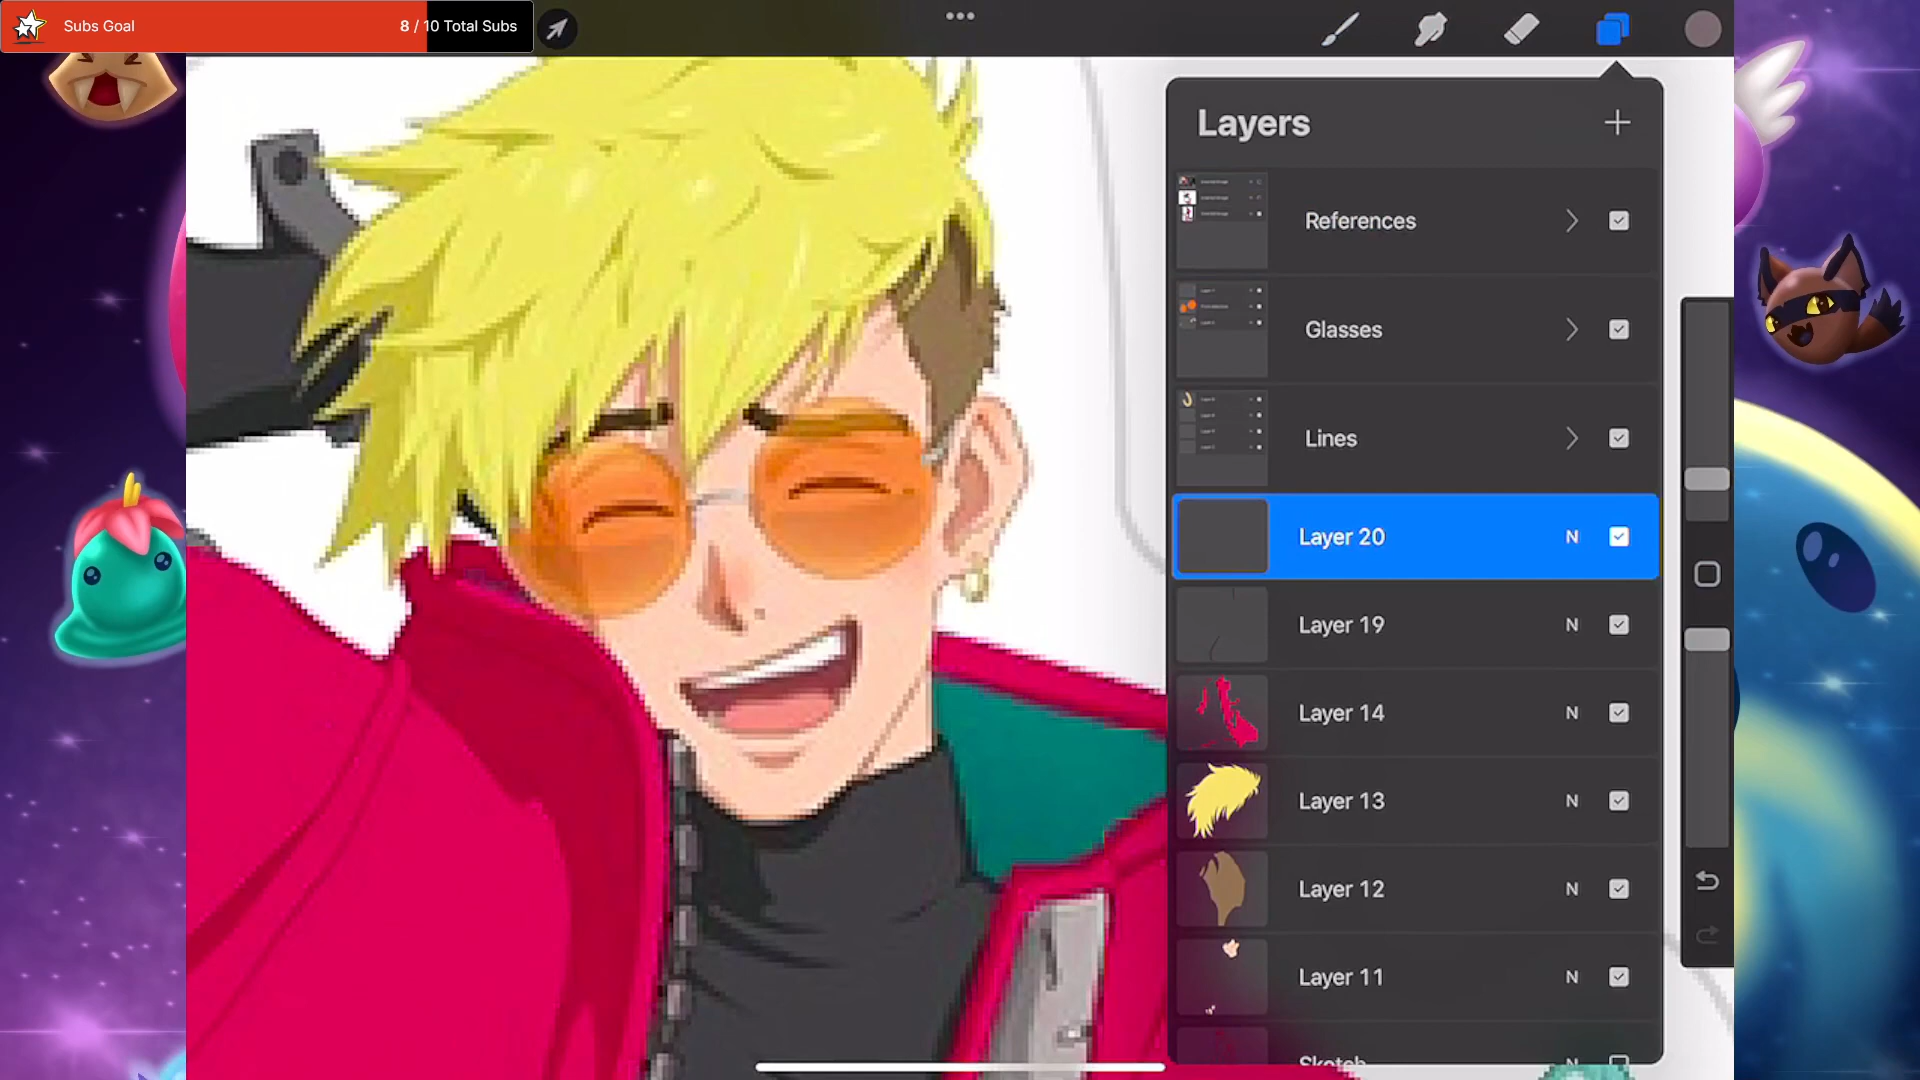 Subs Goal
8 / 10 Total Subs
Layers
References
Glasses
Lines
Layer 20 N
Layer 19 N
Layer 14 N
Layer 13 N
Layer 12 N
Layer 11 N
Sketch N